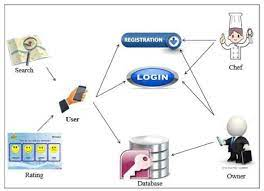 REGISTRATION
Search
User
LOGIN
Chef
Rating
Database
Owner